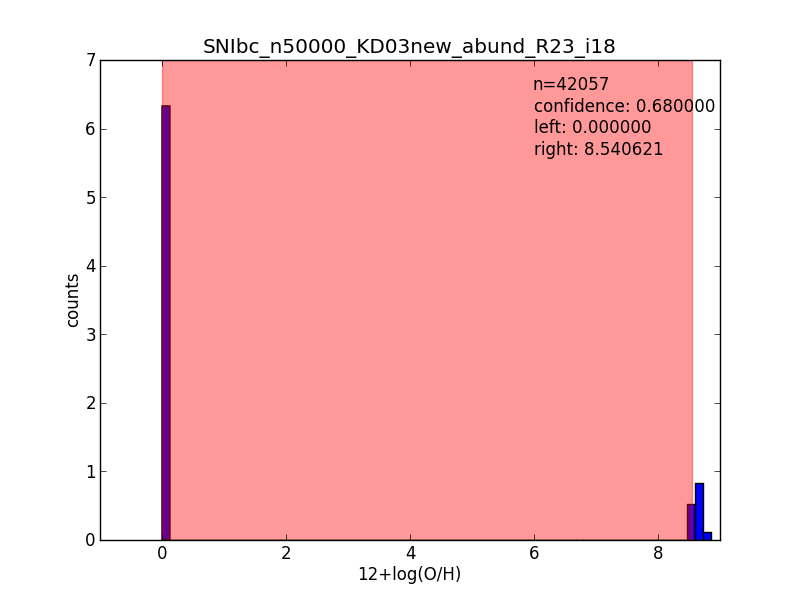 SNIbc_n50000_KD03new_abund_R23_i18
n=42057
confidence: 0.680000
left: 0.000000
right: 8.540621
7
6
5
4
3
2
1
0
counts
0 2 4 6 8
12+log(O/H)